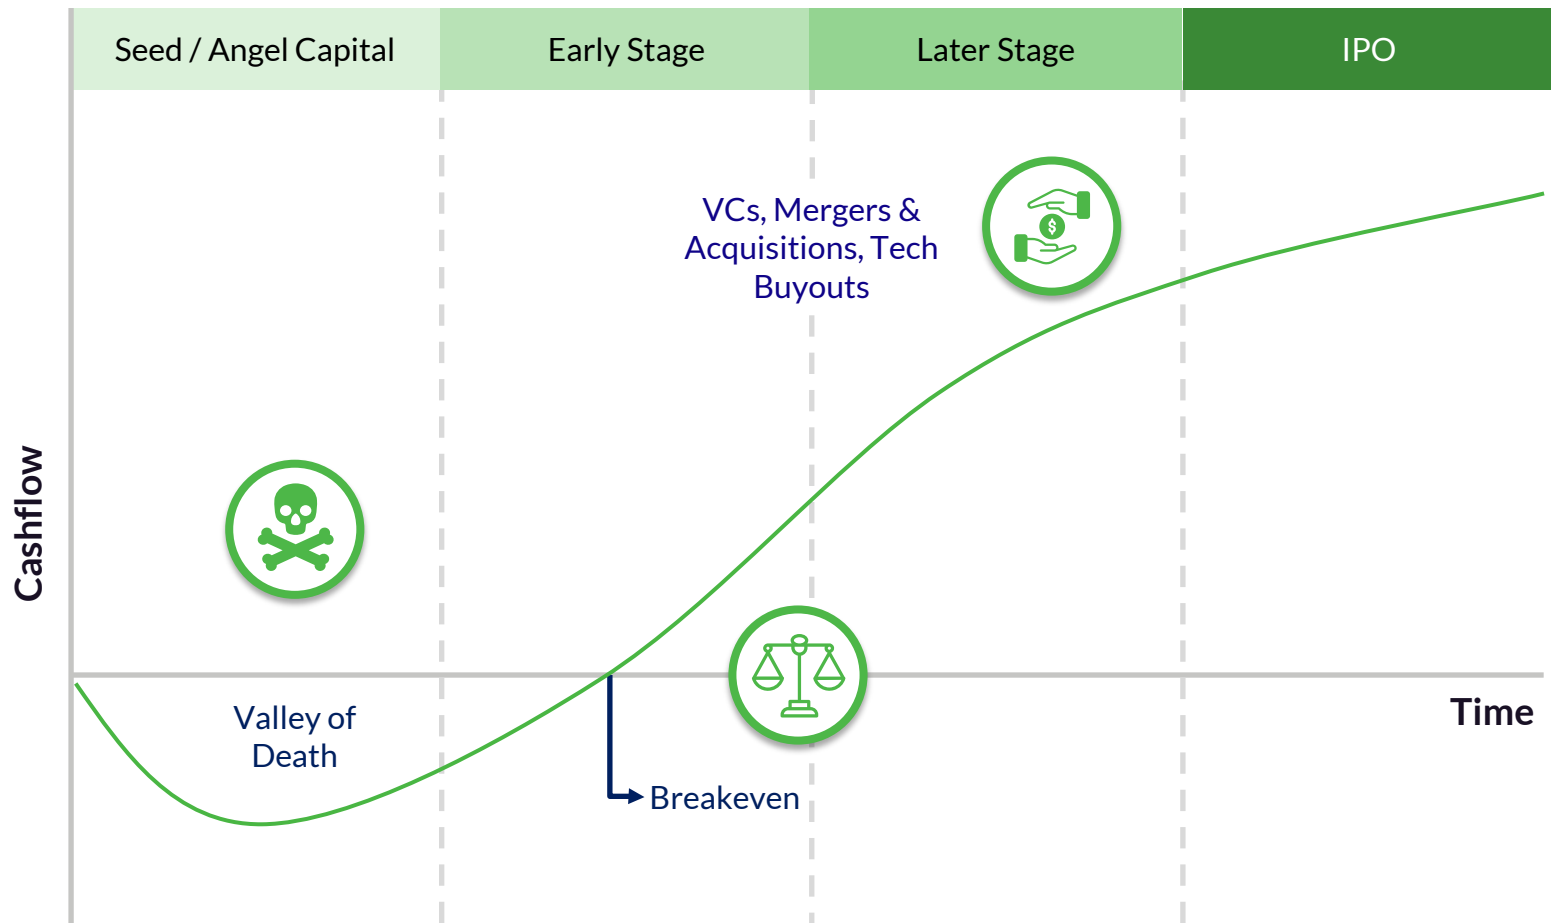 Seed / Angel Capital
Early Stage
Later Stage
IPO
VCs, Mergers &
Acquisitions, Tech
Buyouts
$
Cashflow
Valley of
Death
Time
Breakeven